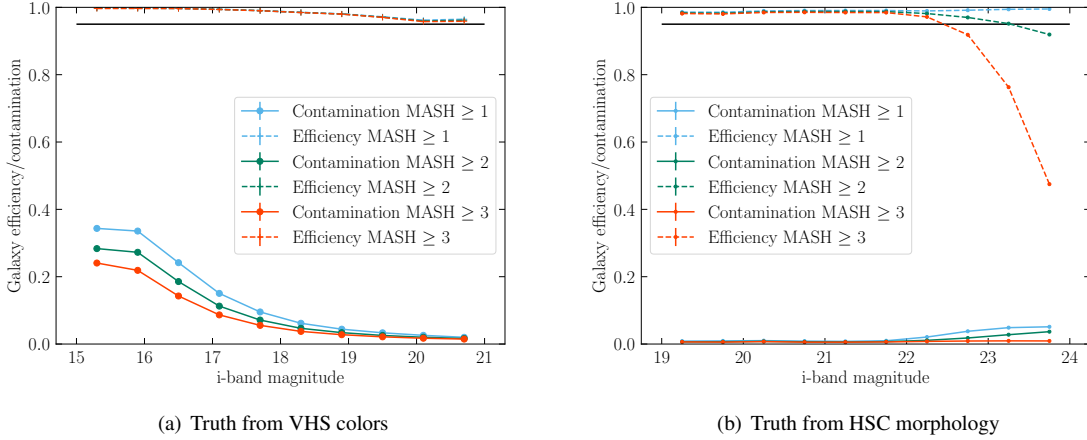 Galaxy efficiency/contamination
1.0
0.8
0.6
0.4
0.2
0.0
Contamination MASH ≥ 1
Efficiency MASH ≥ 1
Contamination MASH ≥ 2
Efficiency MASH ≥ 2
Contamination MASH ≥ 3
Efficiency MASH ≥ 3
15 16 17 18 19 20 21
i-band magnitude
(a) Truth from VHS colors
Galaxy efficiency/contamination
1.0
0.8
0.6
0.4
0.2
0.0
Contamination MASH ≥ 1
Efficiency MASH ≥ 1
Contamination MASH ≥ 2
Efficiency MASH ≥ 2
Contamination MASH ≥ 3
Efficiency MASH ≥ 3
19 20 21 22 23 24
i-band magnitude
(b) Truth from HSC morphology